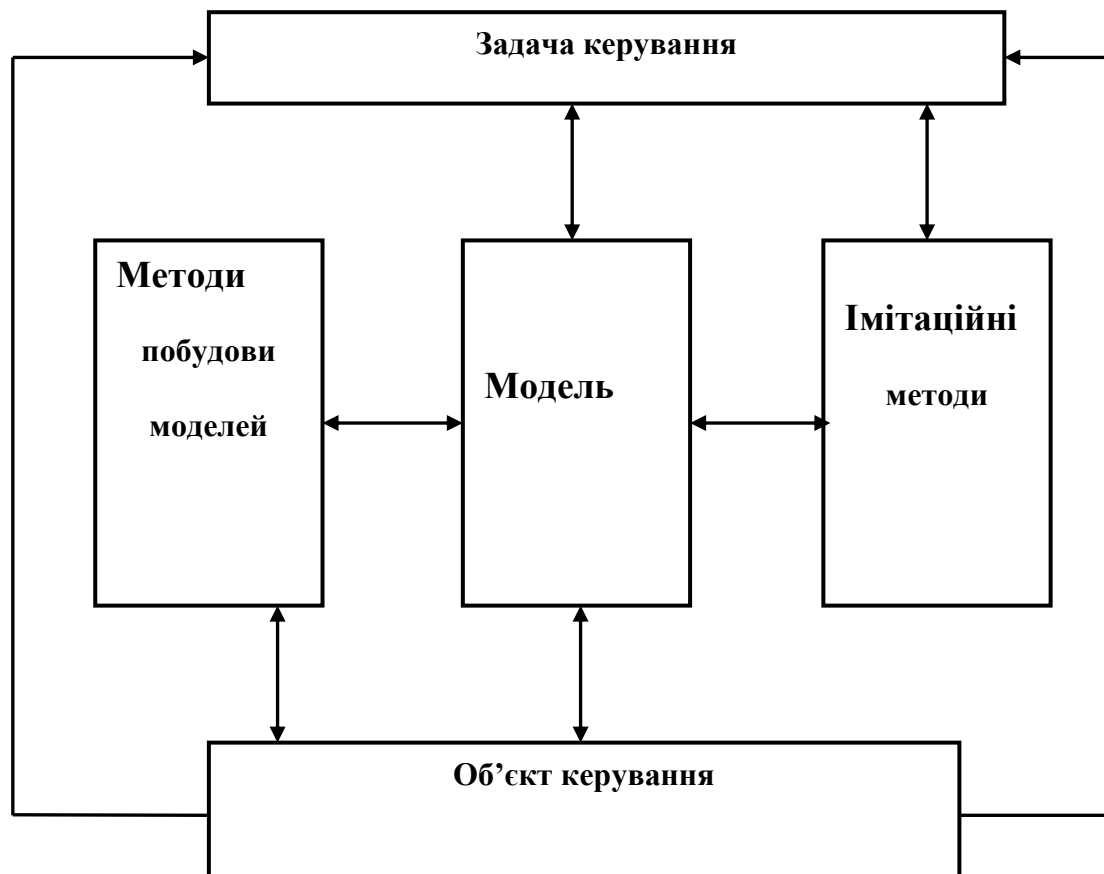 Задача керування
Методи
побудови
моделей
Модель
Імітаційні
методи
Об’єкт керування